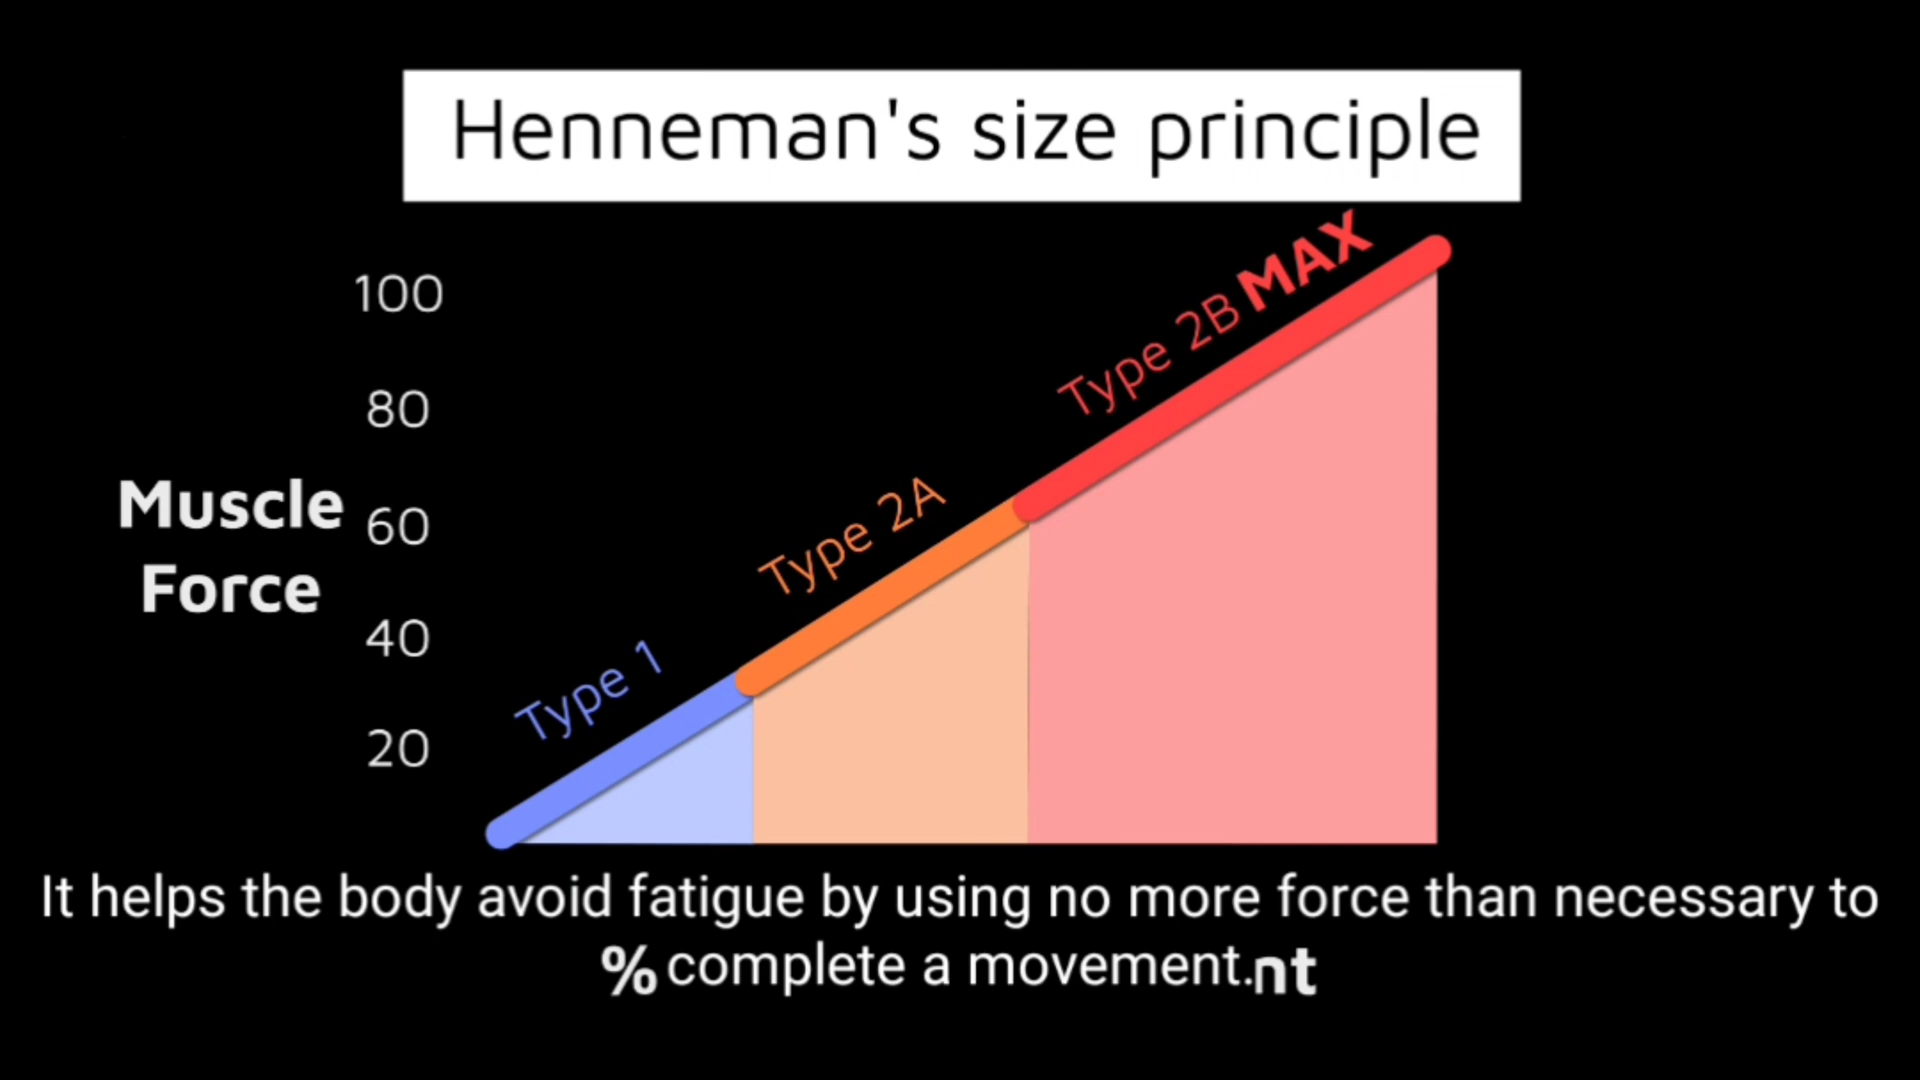 Henneman's size principle
100
80
60
40
20
Muscle
Force
Type 1
Type 2A
Type 2B MAX
It helps the body avoid fatigue by using no more force than necessary to
complete a movement.
%
nt